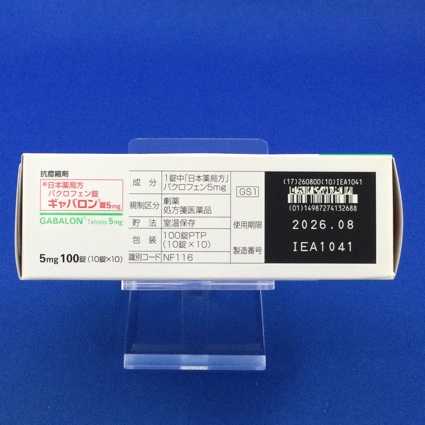 抗痙縮剤
日本薬局方
バクロフェン錠
ギャバロン錠5mg
GABALON Tablets 5mg
5mg 100錠(10錠×10)
成分 1錠中「日本薬局方」バクロフェン5mg
規制区分 劇薬 処方箋医薬品
貯法 室温保存
包装 100錠PTP(10錠×10)
識別コード NF116
GS1
使用期限
製造番号
(17)260800(10)IEA1041
(01)14987274132688
2026.08
IEA1041